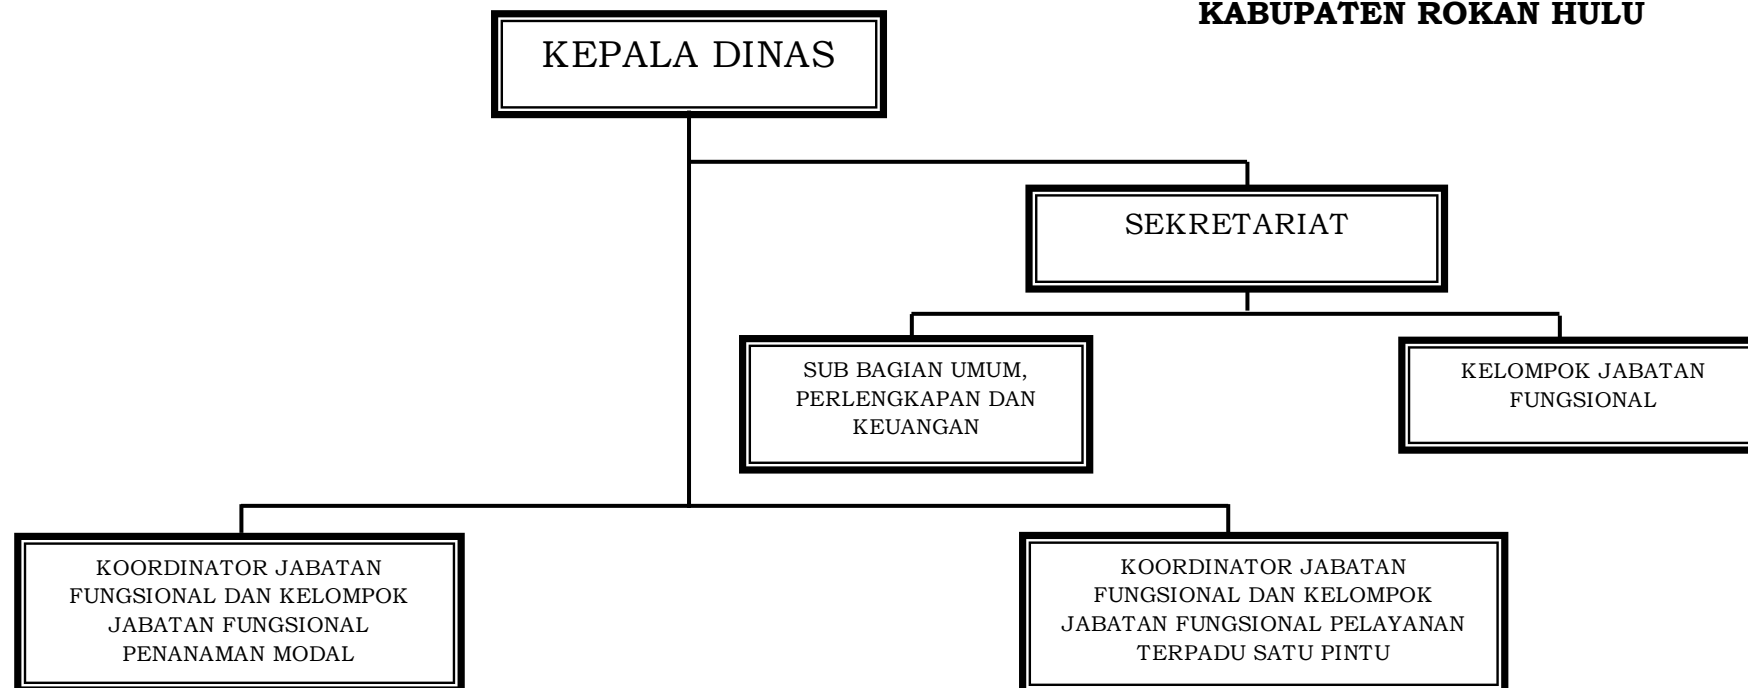 KABUPATEN ROKAN HULU
KEPALA DINAS
SEKRETARIAT
SUB BAGIAN UMUM,
PERLENGKAPAN DAN
KEUANGAN
KELOMPOK JABATAN
FUNGSIONAL
KOORDINATOR JABATAN
FUNGSIONAL DAN KELOMPOK
JABATAN FUNGSIONAL
PENANAMAN MODAL
KOORDINATOR JABATAN
FUNGSIONAL DAN KELOMPOK
JABATAN FUNGSIONAL PELAYANAN
TERPADU SATU PINTU